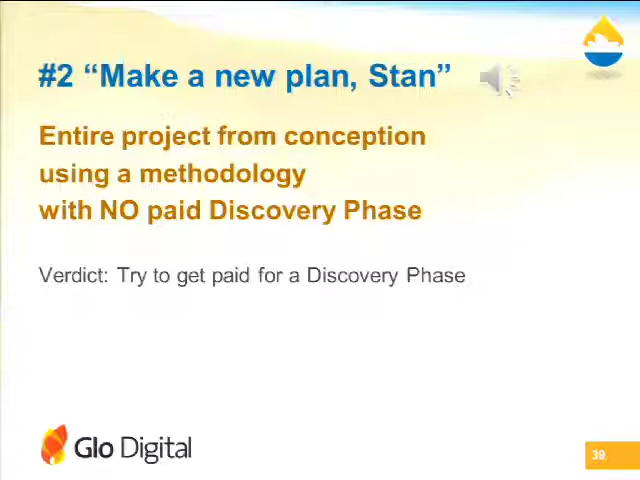 #2 “Make a new plan, Stan”
Entire project from conception
using a methodology
with NO paid Discovery Phase
Verdict: Try to get paid for a Discovery Phase
Glo Digital
39